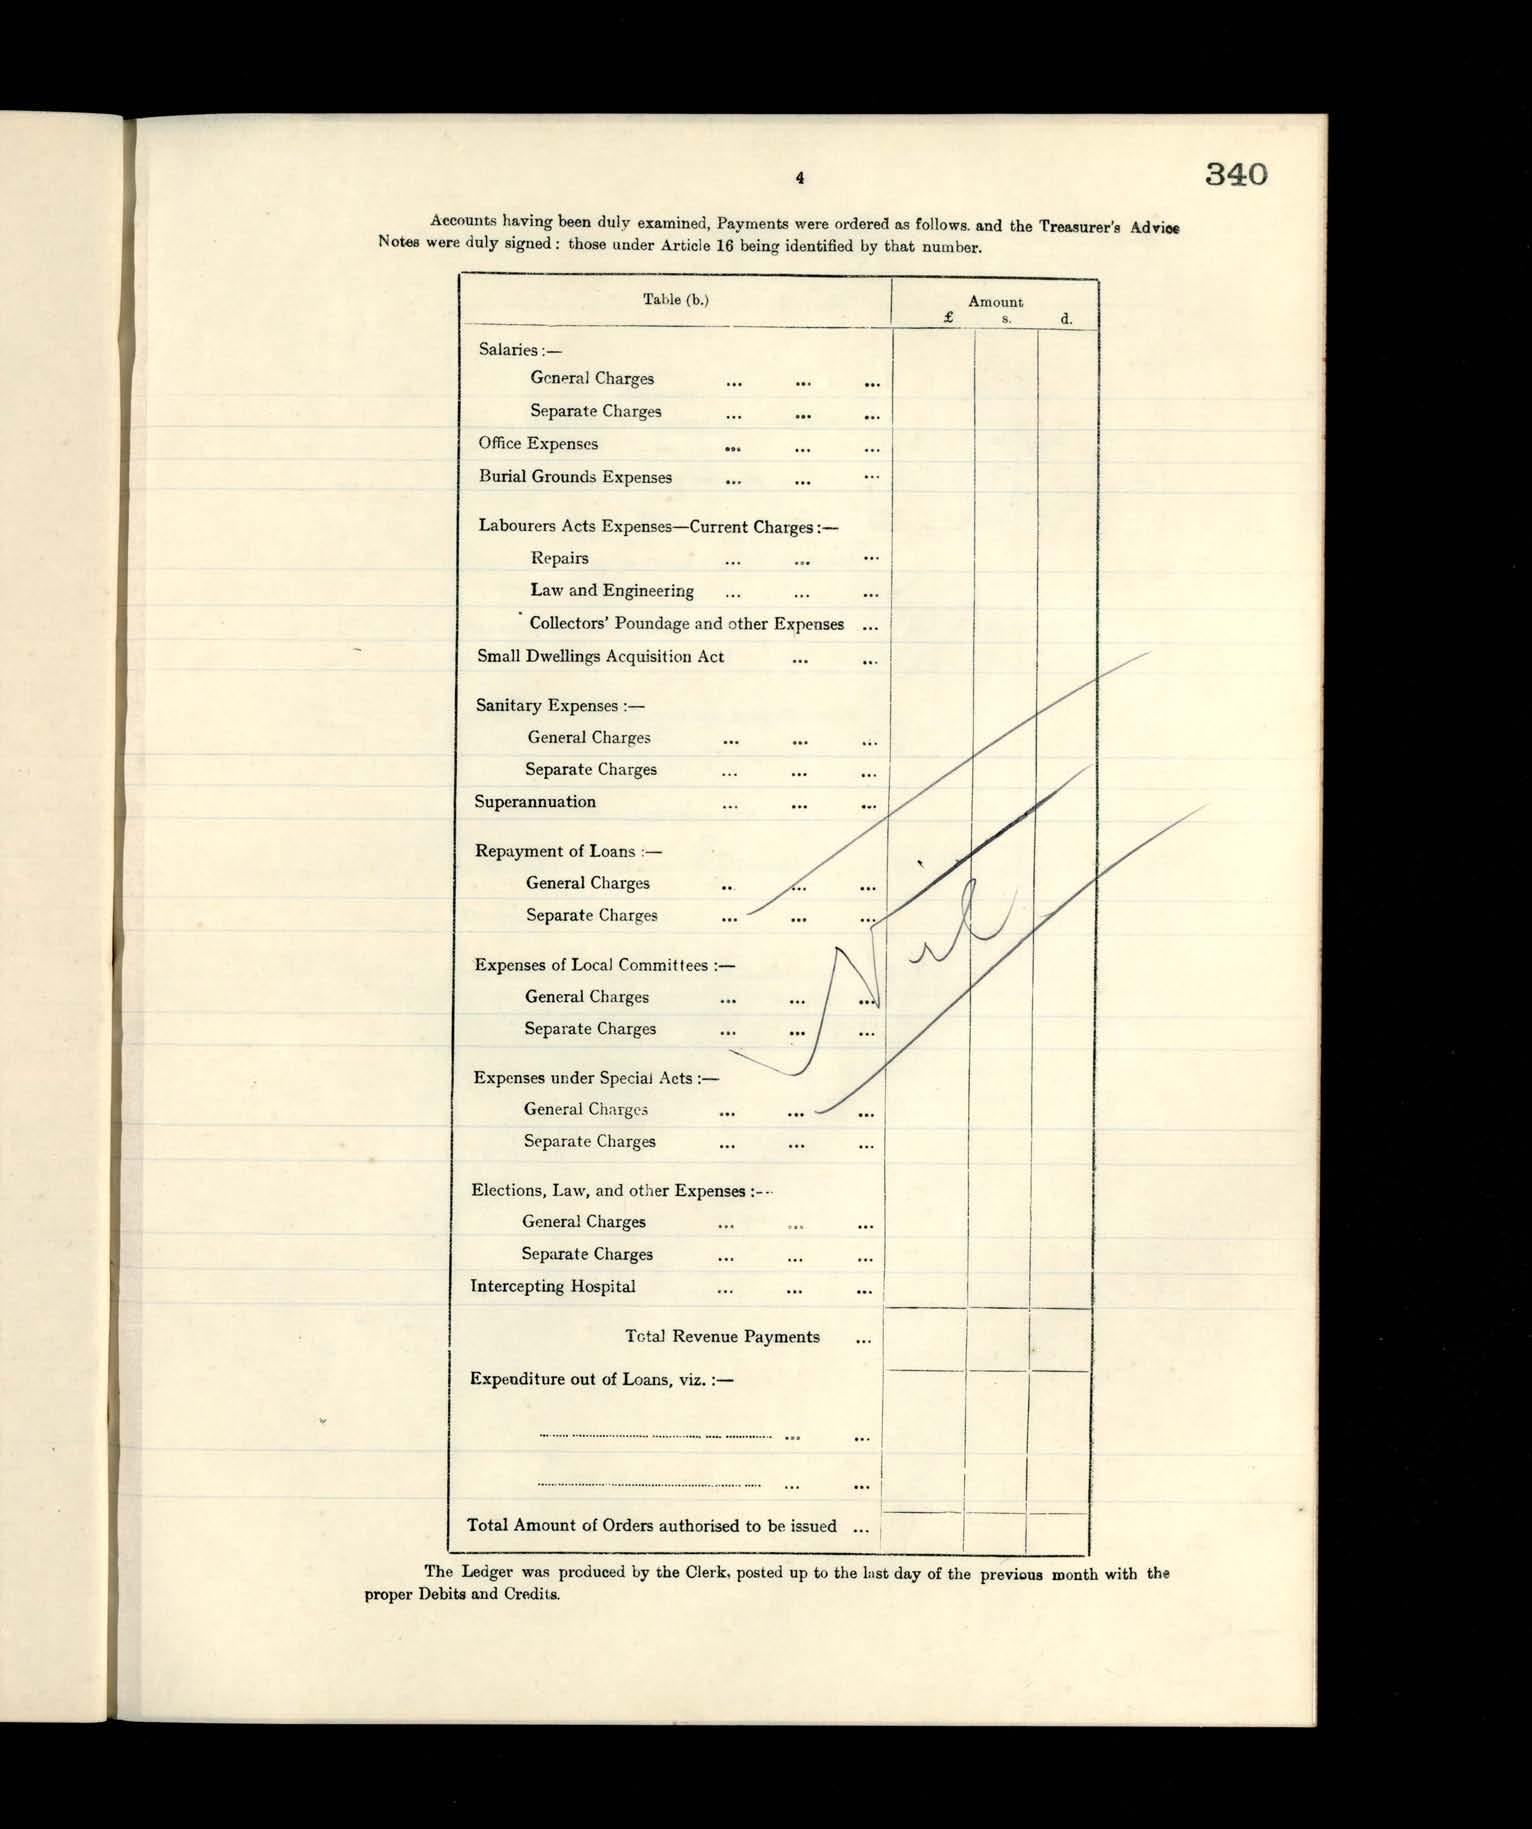 4
340
Accounts having been duly examined, Payments were ordered as follows. and the Treasurer's Advice
Notes were duly signed: those under Article 16 being identified by that number.
Table (b.)
Amount
£ s. d.
Salaries :—
General Charges ... ... ...
Separate Charges ... ... ...
Office Expenses ... ... ...
Burial Grounds Expenses ... ... ...
Labourers Acts Expenses—Current Charges :—
Repairs ... ... ...
Law and Engineering ... ... ...
Collectors' Poundage and other Expenses ...
Small Dwellings Acquisition Act ... ...
Sanitary Expenses :—
General Charges ... ... ...
Separate Charges ... ... ...
Superannuation ... ... ...
Repayment of Loans :—
General Charges .. ... ...
Separate Charges ... ... ...
Nil
Expenses of Local Committees :—
General Charges ... ... ...
Separate Charges ... ... ...
Expenses under Special Acts :—
General Charges ... ... ...
Separate Charges ... ... ...
Elections, Law, and other Expenses :—
General Charges ... ... ...
Separate Charges ... ... ...
Intercepting Hospital ... ... ...
Total Revenue Payments ...
Expenditure out of Loans, viz. :—
... ...
... ...
Total Amount of Orders authorised to be issued ...
The Ledger was produced by the Clerk, posted up to the last day of the previous month with the
proper Debits and Credits.